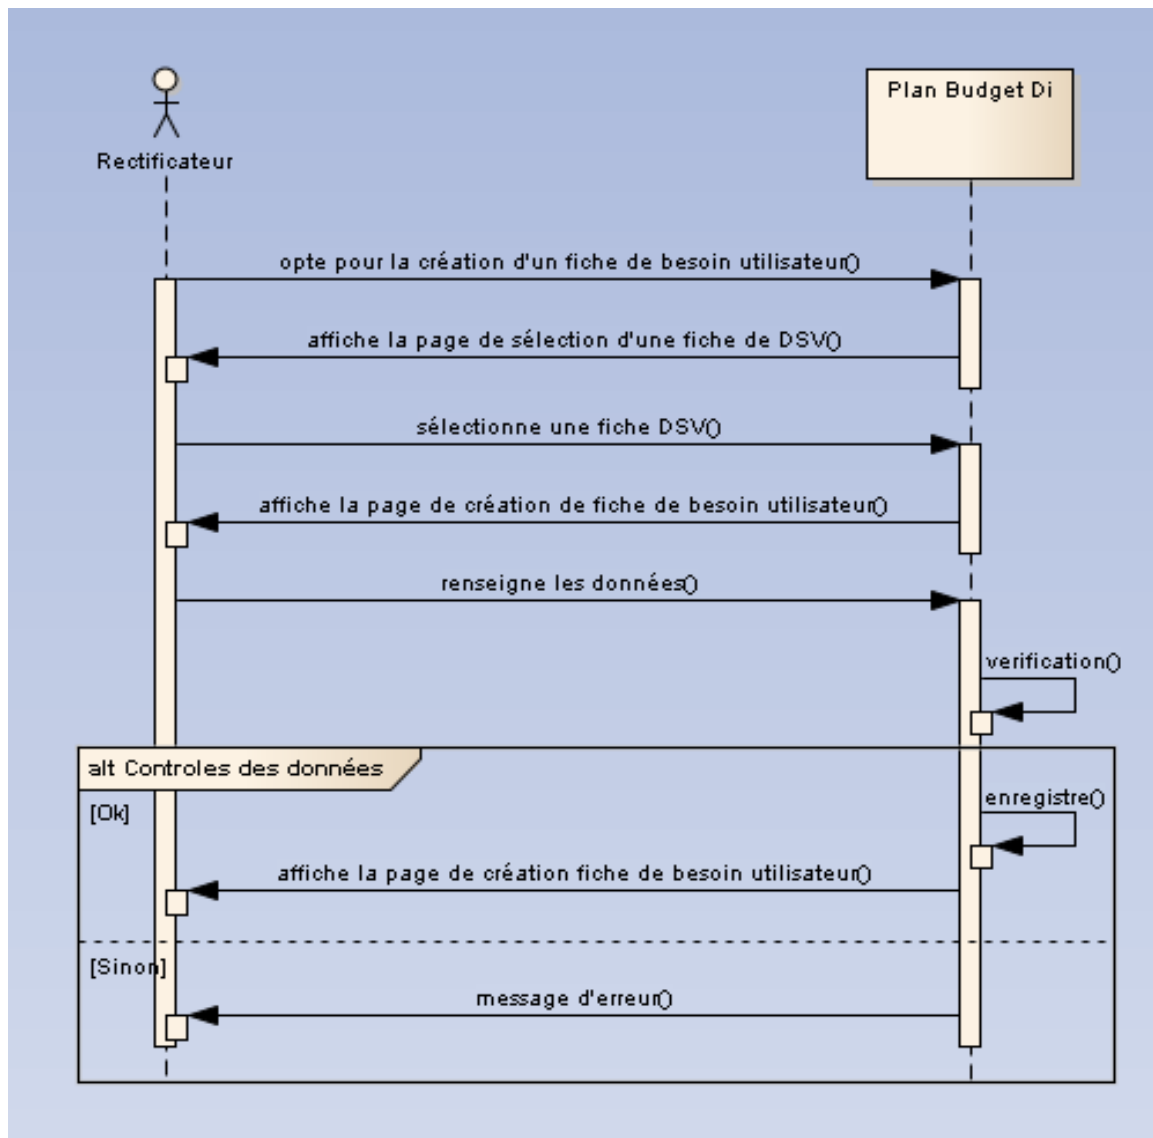 Rectificateur
Plan Budget Di
opte pour la création d'un fiche de besoin utilisateur()
affiche la page de sélection d'une fiche de DSV()
sélectionne une fiche DSV()
affiche la page de création de fiche de besoin utilisateur()
renseigne les données()
verification()
alt Controles des données
[Ok]
enregistre()
affiche la page de création fiche de besoin utilisateur()
[Sinon]
message d'erreur()